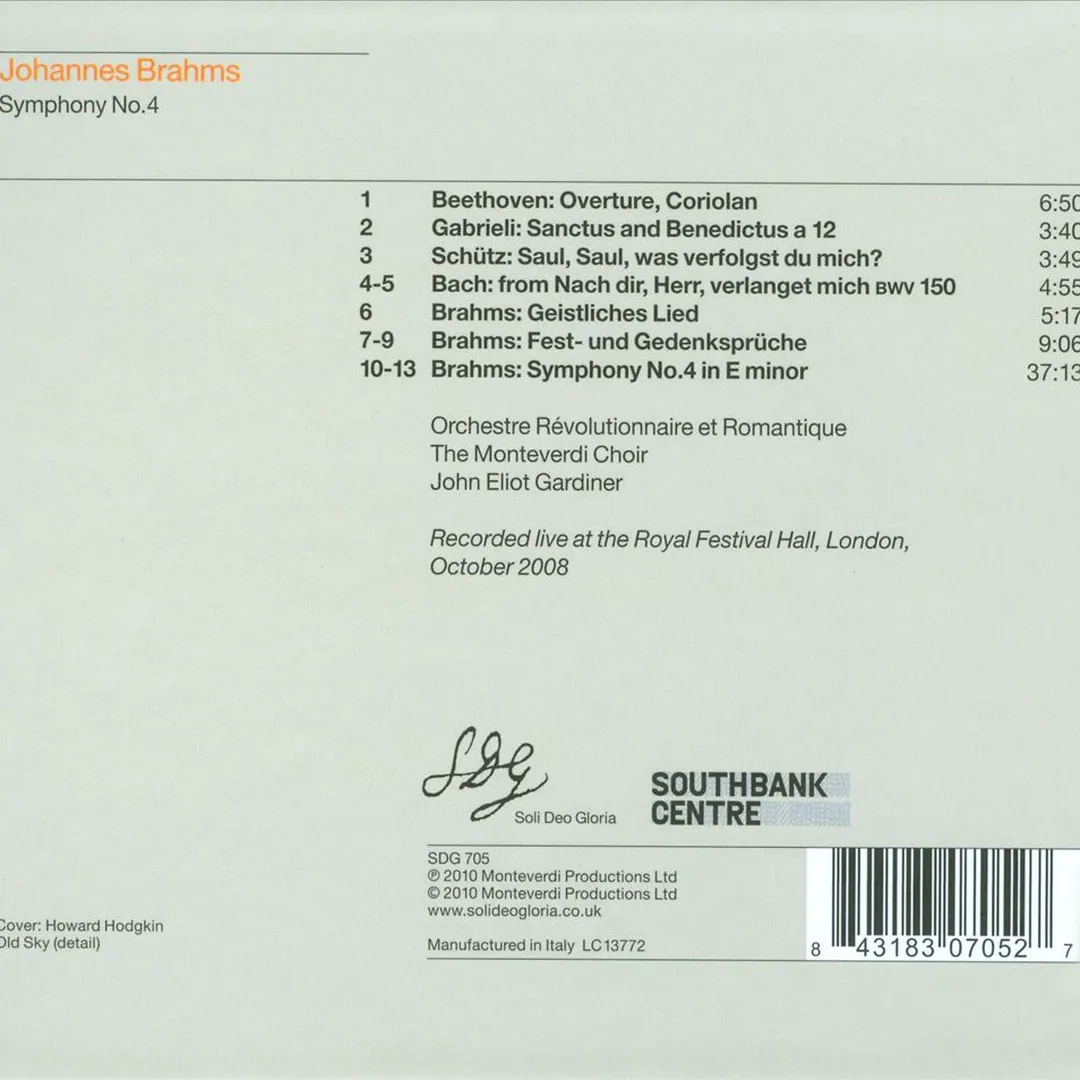 Johannes Brahms
Symphony No.4
1 Beethoven: Overture, Coriolan 6:50
2 Gabrieli: Sanctus and Benedictus a 12 3:40
3 Schütz: Saul, Saul, was verfolgst du mich? 3:49
4-5 Bach: from Nach dir, Herr, verlanget mich BWV 150 4:55
6 Brahms: Geistliches Lied 5:17
7-9 Brahms: Fest- und Gedenksprüche 9:06
10-13 Brahms: Symphony No.4 in E minor 37:13
Orchestre Révolutionnaire et Romantique
The Monteverdi Choir
John Eliot Gardiner
Recorded live at the Royal Festival Hall, London,
October 2008
SDG
Soli Deo Gloria
SOUTHBANK
CENTRE
SDG 705
℗ 2010 Monteverdi Productions Ltd
© 2010 Monteverdi Productions Ltd
www.solideogloria.co.uk
Manufactured in Italy LC13772
Cover: Howard Hodgkin
Old Sky (detail)
8 43183 07052 7